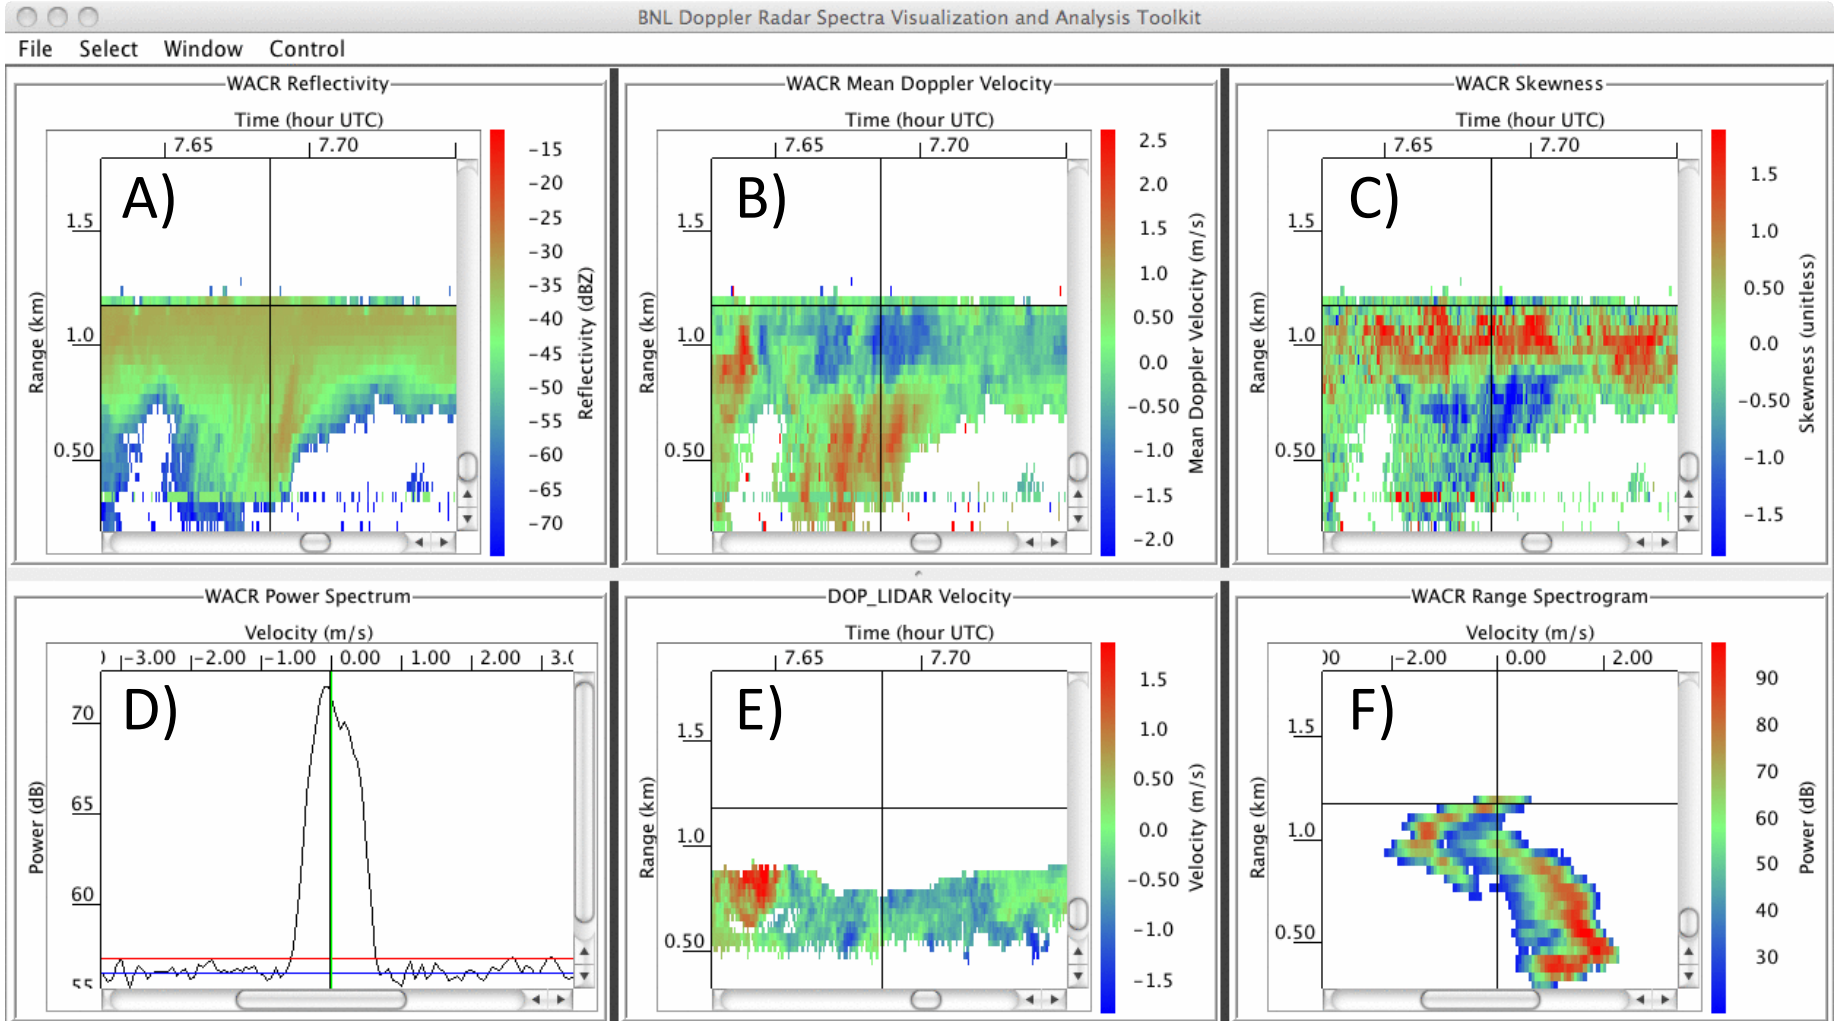 BNL Doppler Radar Spectra Visualization and Analysis Toolkit
File Select Window Control
WACR Reflectivity
Time (hour UTC)
7.65 7.70
A)
1.5
1.0
0.50
Range (km)
-15
-20
-25
-30
-35
-40
-45
-50
-55
-60
-65
-70
Reflectivity (dBZ)
WACR Mean Doppler Velocity
Time (hour UTC)
7.65 7.70
B)
1.5
1.0
0.50
Range (km)
2.5
2.0
1.5
1.0
0.50
0.0
-0.50
-1.0
-1.5
-2.0
Mean Doppler Velocity (m/s)
WACR Skewness
Time (hour UTC)
7.65 7.70
C)
1.5
1.0
0.50
Range (km)
1.5
1.0
0.50
0.0
-0.50
-1.0
-1.5
Skewness (unitless)
WACR Power Spectrum
Velocity (m/s)
-3.00 -2.00 -1.00 0.00 1.00 2.00
D)
70
65
60
55
Power (dB)
DOP_LIDAR Velocity
Time (hour UTC)
7.65 7.70
E)
1.5
1.0
0.50
Range (km)
1.5
1.0
0.50
0.0
-0.50
-1.0
-1.5
Velocity (m/s)
WACR Range Spectrogram
Velocity (m/s)
-2.00 0.00 2.00
F)
1.5
1.0
0.50
Range (km)
90
80
70
60
50
40
30
Power (dB)